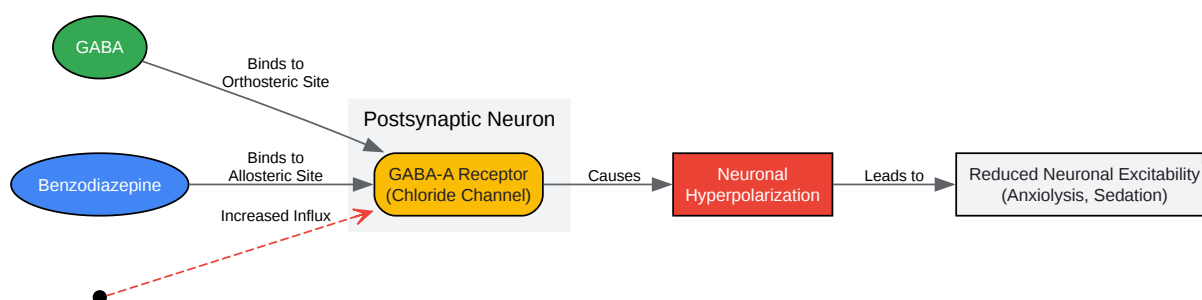 GABA
Binds to
Orthosteric Site
Postsynaptic Neuron
Benzodiazepine
Binds to
Allosteric Site
GABA-A Receptor
(Chloride Channel)
Causes
Neuronal
Hyperpolarization
Leads to
Reduced Neuronal Excitability
(Anxiolysis, Sedation)
Increased Influx